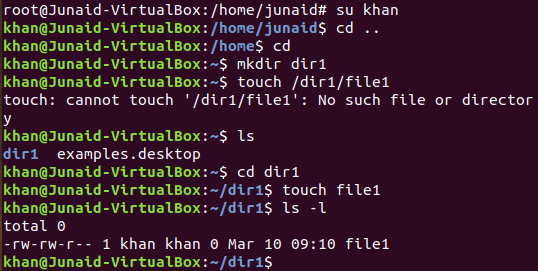 root@Junaid-VirtualBox:/home/junaid# su khan
khan@Junaid-VirtualBox:/home/junaid$ cd ..
khan@Junaid-VirtualBox:/home$ cd
khan@Junaid-VirtualBox:~$ mkdir dir1
khan@Junaid-VirtualBox:~$ touch /dir1/file1
touch: cannot touch '/dir1/file1': No such file or director
y
khan@Junaid-VirtualBox:~$ ls
dir1  examples.desktop
khan@Junaid-VirtualBox:~$ cd dir1
khan@Junaid-VirtualBox:~/dir1$ touch file1
khan@Junaid-VirtualBox:~/dir1$ ls -l
total 0
-rw-rw-r-- 1 khan khan 0 Mar 10 09:10 file1
khan@Junaid-VirtualBox:~/dir1$